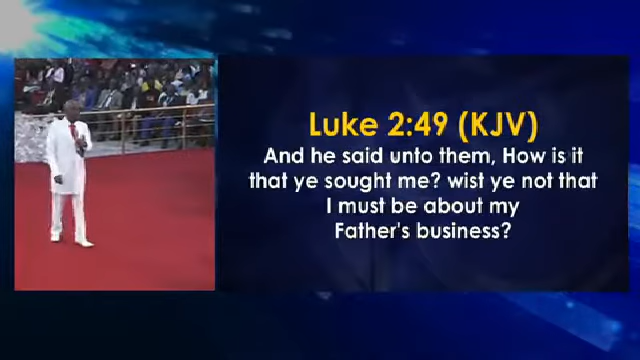 Luke 2:49 (KJV)
And he said unto them, How is it
that ye sought me? wist ye not that
I must be about my
Father's business?